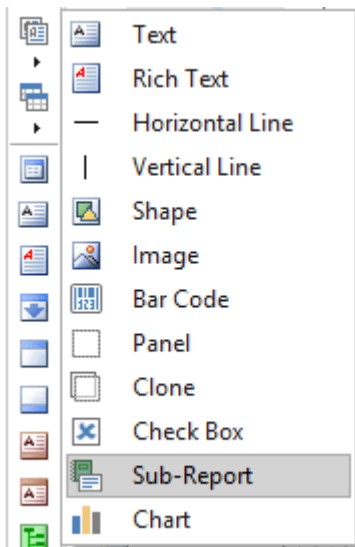 Text
Rich Text
Horizontal Line
Vertical Line
Shape
Image
Bar Code
Panel
Clone
Check Box
Sub-Report
Chart